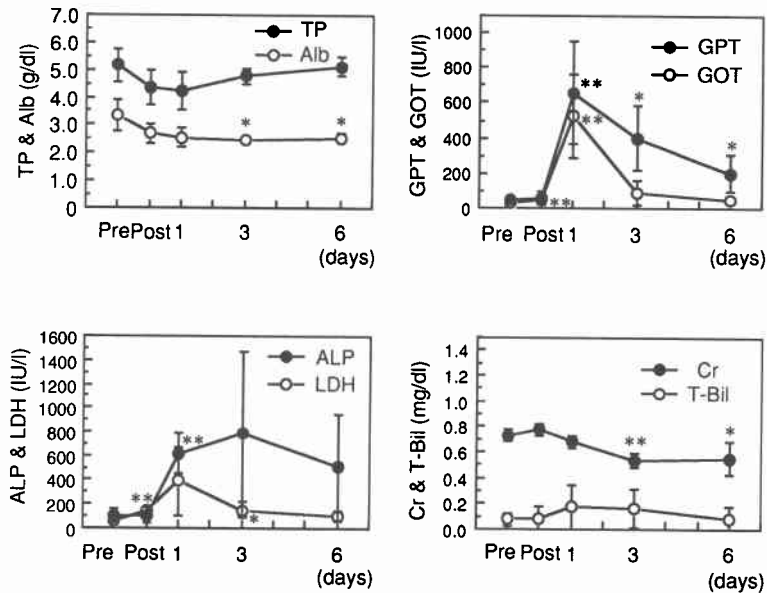 TP & Alb (g/dl)
7.0
6.0
5.0
4.0
3.0
2.0
1.0
.0
TP
Alb
*
*
Pre Post 1 3 6
(days)
GPT & GOT (IU/l)
1000
800
600
400
200
0
GPT
GOT
**
**
*
*
**
Pre Post 1 3 6
(days)
ALP & LDH (IU/l)
1600
1400
1200
1000
800
600
400
200
0
ALP
LDH
**
**
*
Pre Post 1 3 6
(days)
Cr & T-Bil (mg/dl)
1.4
1.2
1.0
0.8
0.6
0.4
0.2
0.0
Cr
T-Bil
**
*
Pre Post 1 3 6
(days)